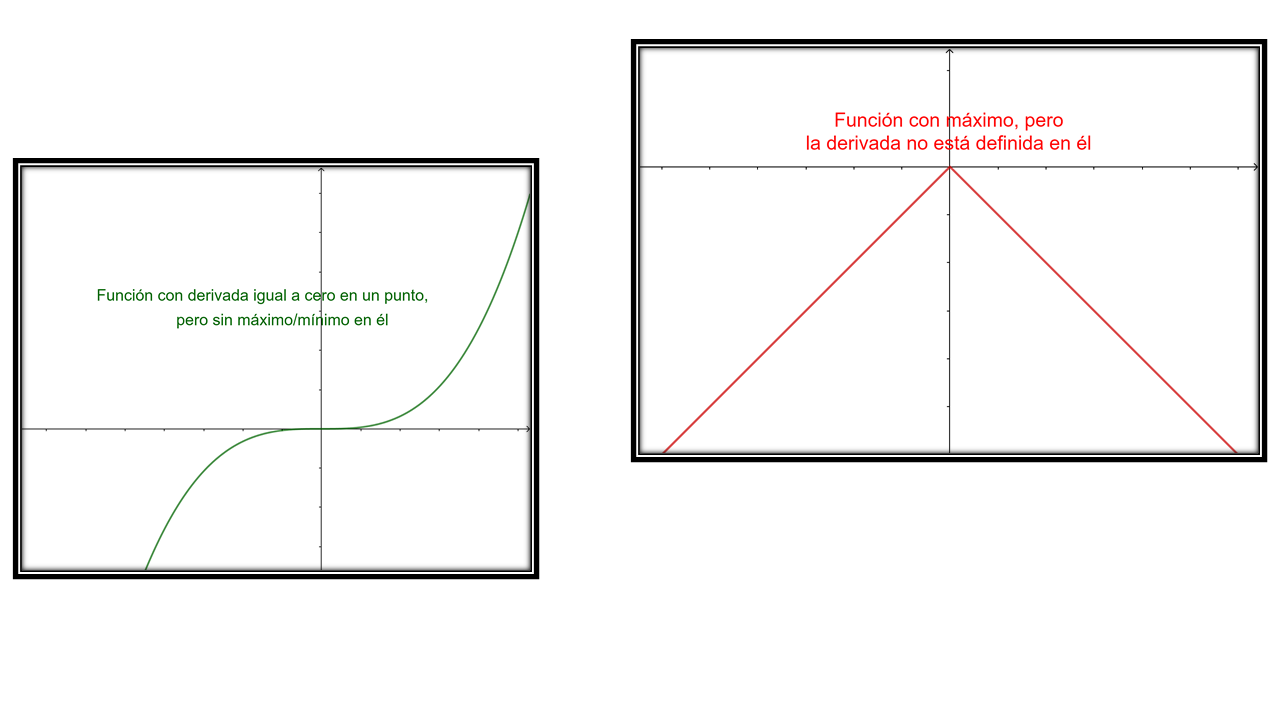 Función con derivada igual a cero en un punto,
pero sin máximo/mínimo en él
Función con máximo, pero
la derivada no está definida en él